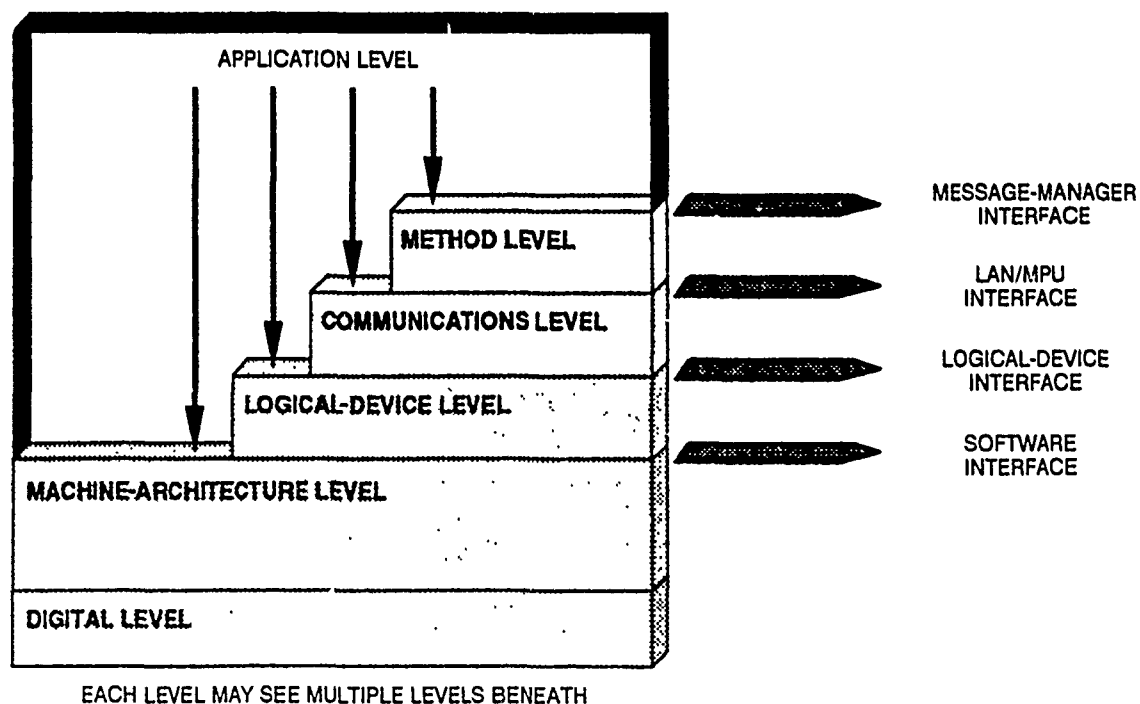 APPLICATION LEVEL
METHOD LEVEL
COMMUNICATIONS LEVEL
LOGICAL-DEVICE LEVEL
MACHINE-ARCHITECTURE LEVEL
DIGITAL LEVEL
MESSAGE-MANAGER
INTERFACE
LAN/MPU
INTERFACE
LOGICAL-DEVICE
INTERFACE
SOFTWARE
INTERFACE
EACH LEVEL MAY SEE MULTIPLE LEVELS BENEATH